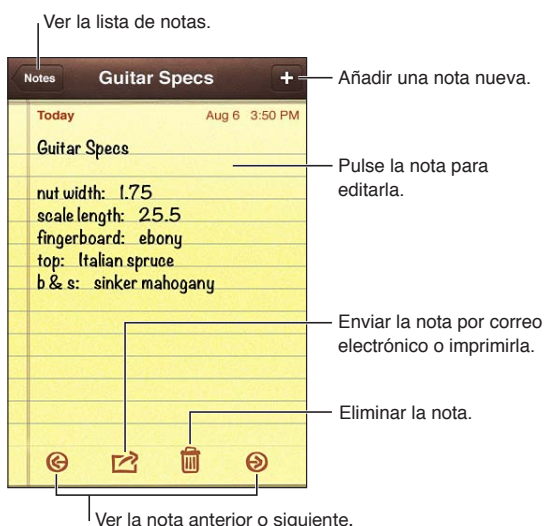 Ver la lista de notas.
Notes
Guitar Specs
+
Añadir una nota nueva.
Today
Aug 6 3:50 PM
Guitar Specs
Pulse la nota para
editarla.
nut width: 1.75
scale length: 25.5
fingerboard: ebony
top: Italian spruce
b & s: sinker mahogany
Enviar la nota por correo
electrónico o imprimirla.
Eliminar la nota.
Ver la nota anterior o siguiente.